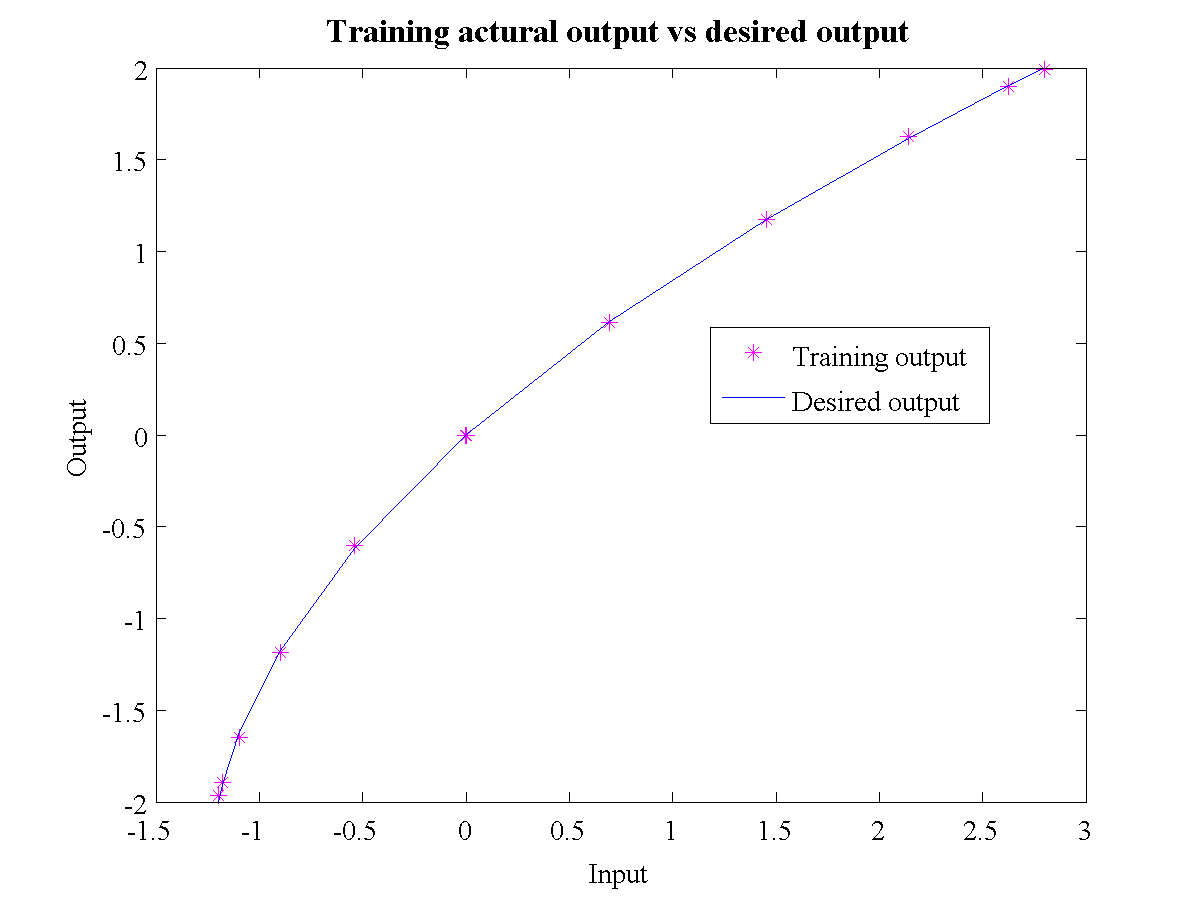 Training actural output vs desired output
2
1.5
1
0.5
0
-0.5
-1
-1.5
-2
Output
Training output
Desired output
-1.5 -1 -0.5 0 0.5 1 1.5 2 2.5 3
Input